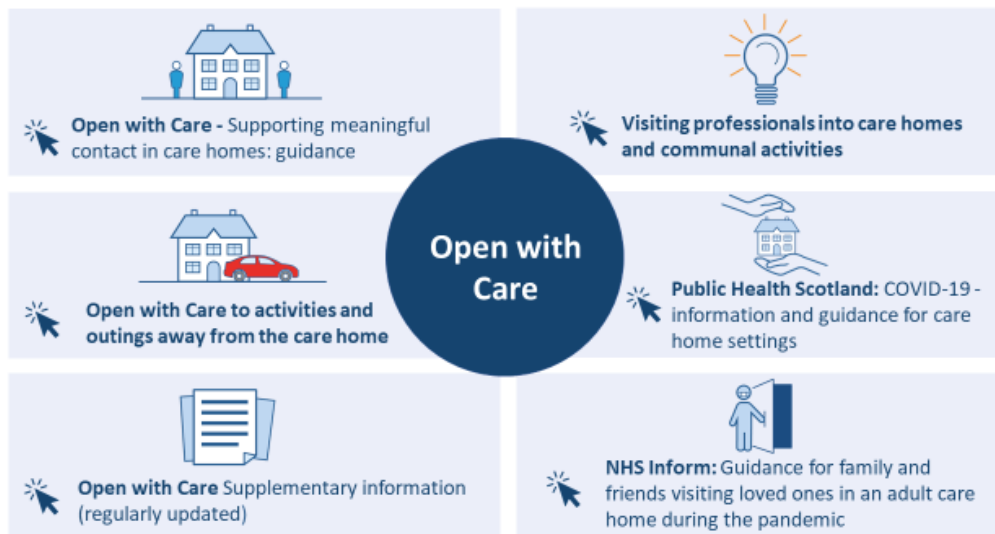 Open with Care - Supporting meaningful
contact in care homes: guidance
Visiting professionals into care homes
and communal activities
Open with
Care
Open with Care to activities and
outings away from the care home
Public Health Scotland: COVID-19 -
information and guidance for care
home settings
Open with Care Supplementary information
(regularly updated)
NHS Inform: Guidance for family and
friends visiting loved ones in an adult care
home during the pandemic